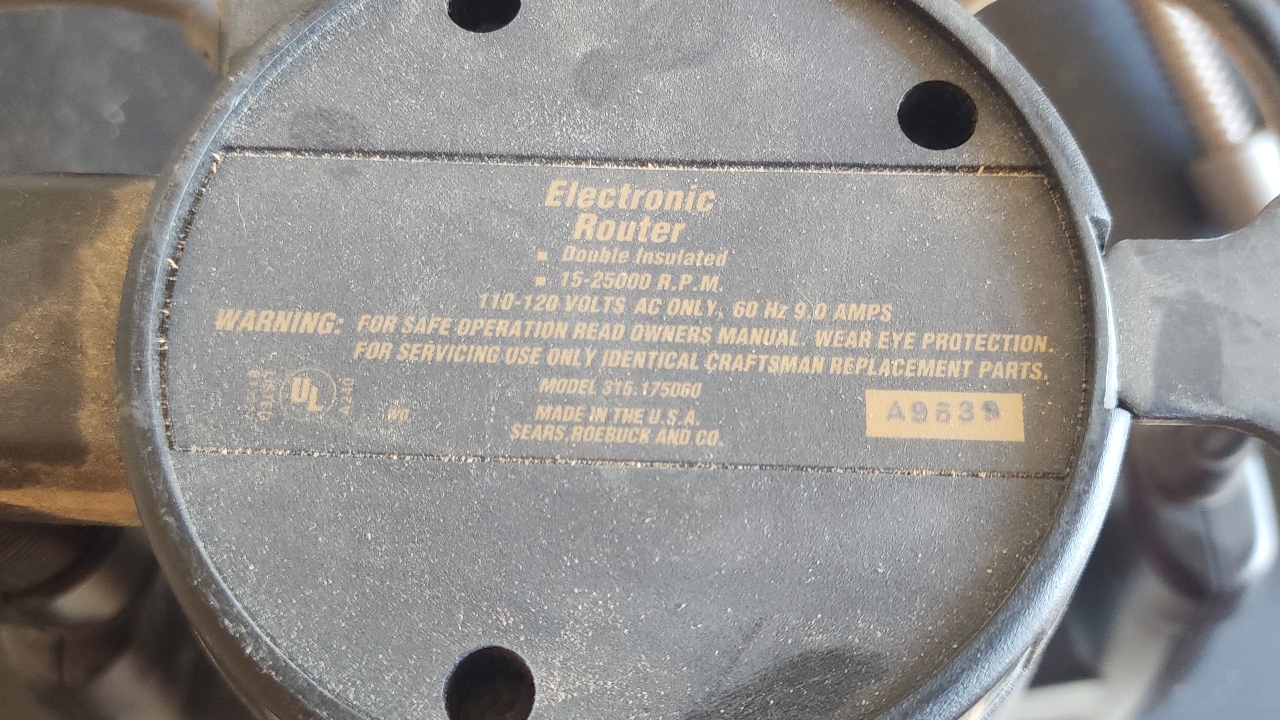 Electronic
Router
▪ Double Insulated
▪ 15-25000 R.P.M.
110-120 VOLTS AC ONLY, 60 Hz 9.0 AMPS
WARNING: FOR SAFE OPERATION READ OWNERS MANUAL. WEAR EYE PROTECTION.
FOR SERVICING USE ONLY IDENTICAL CRAFTSMAN REPLACEMENT PARTS.
MODEL 315.175060
UL
LISTED
MADE IN THE U.S.A.
SEARS, ROEBUCK AND CO.